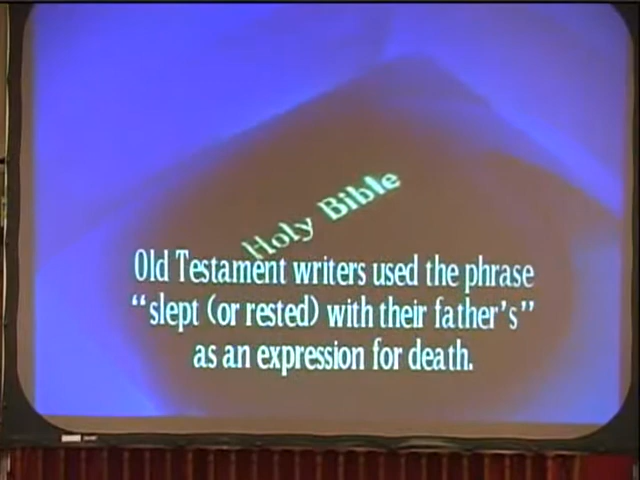 Holy Bible
Old Testament writers used the phrase
“slept (or rested) with their father’s”
as an expression for death.